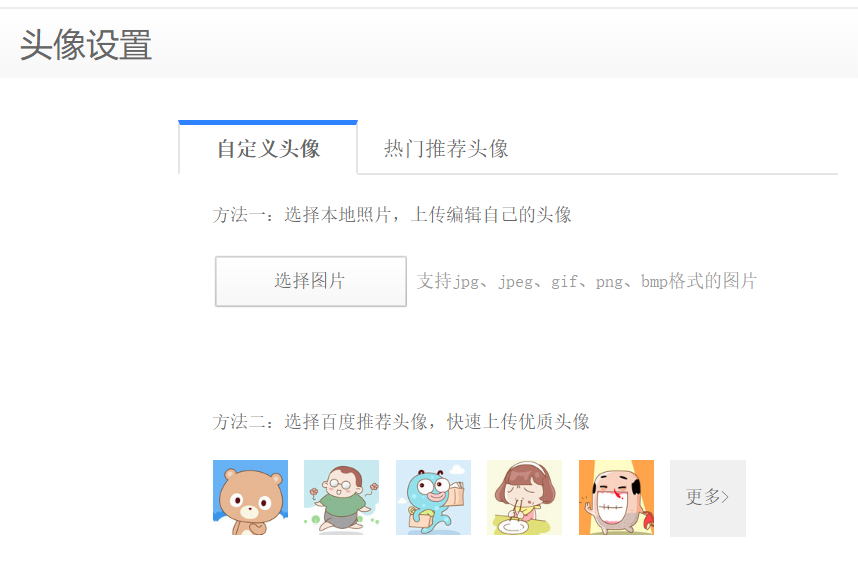 头像设置
自定义头像
热门推荐头像
方法一：选择本地照片，上传编辑自己的头像
选择图片
支持jpg、jpeg、gif、png、bmp格式的图片
方法二：选择百度推荐头像，快速上传优质头像
更多>